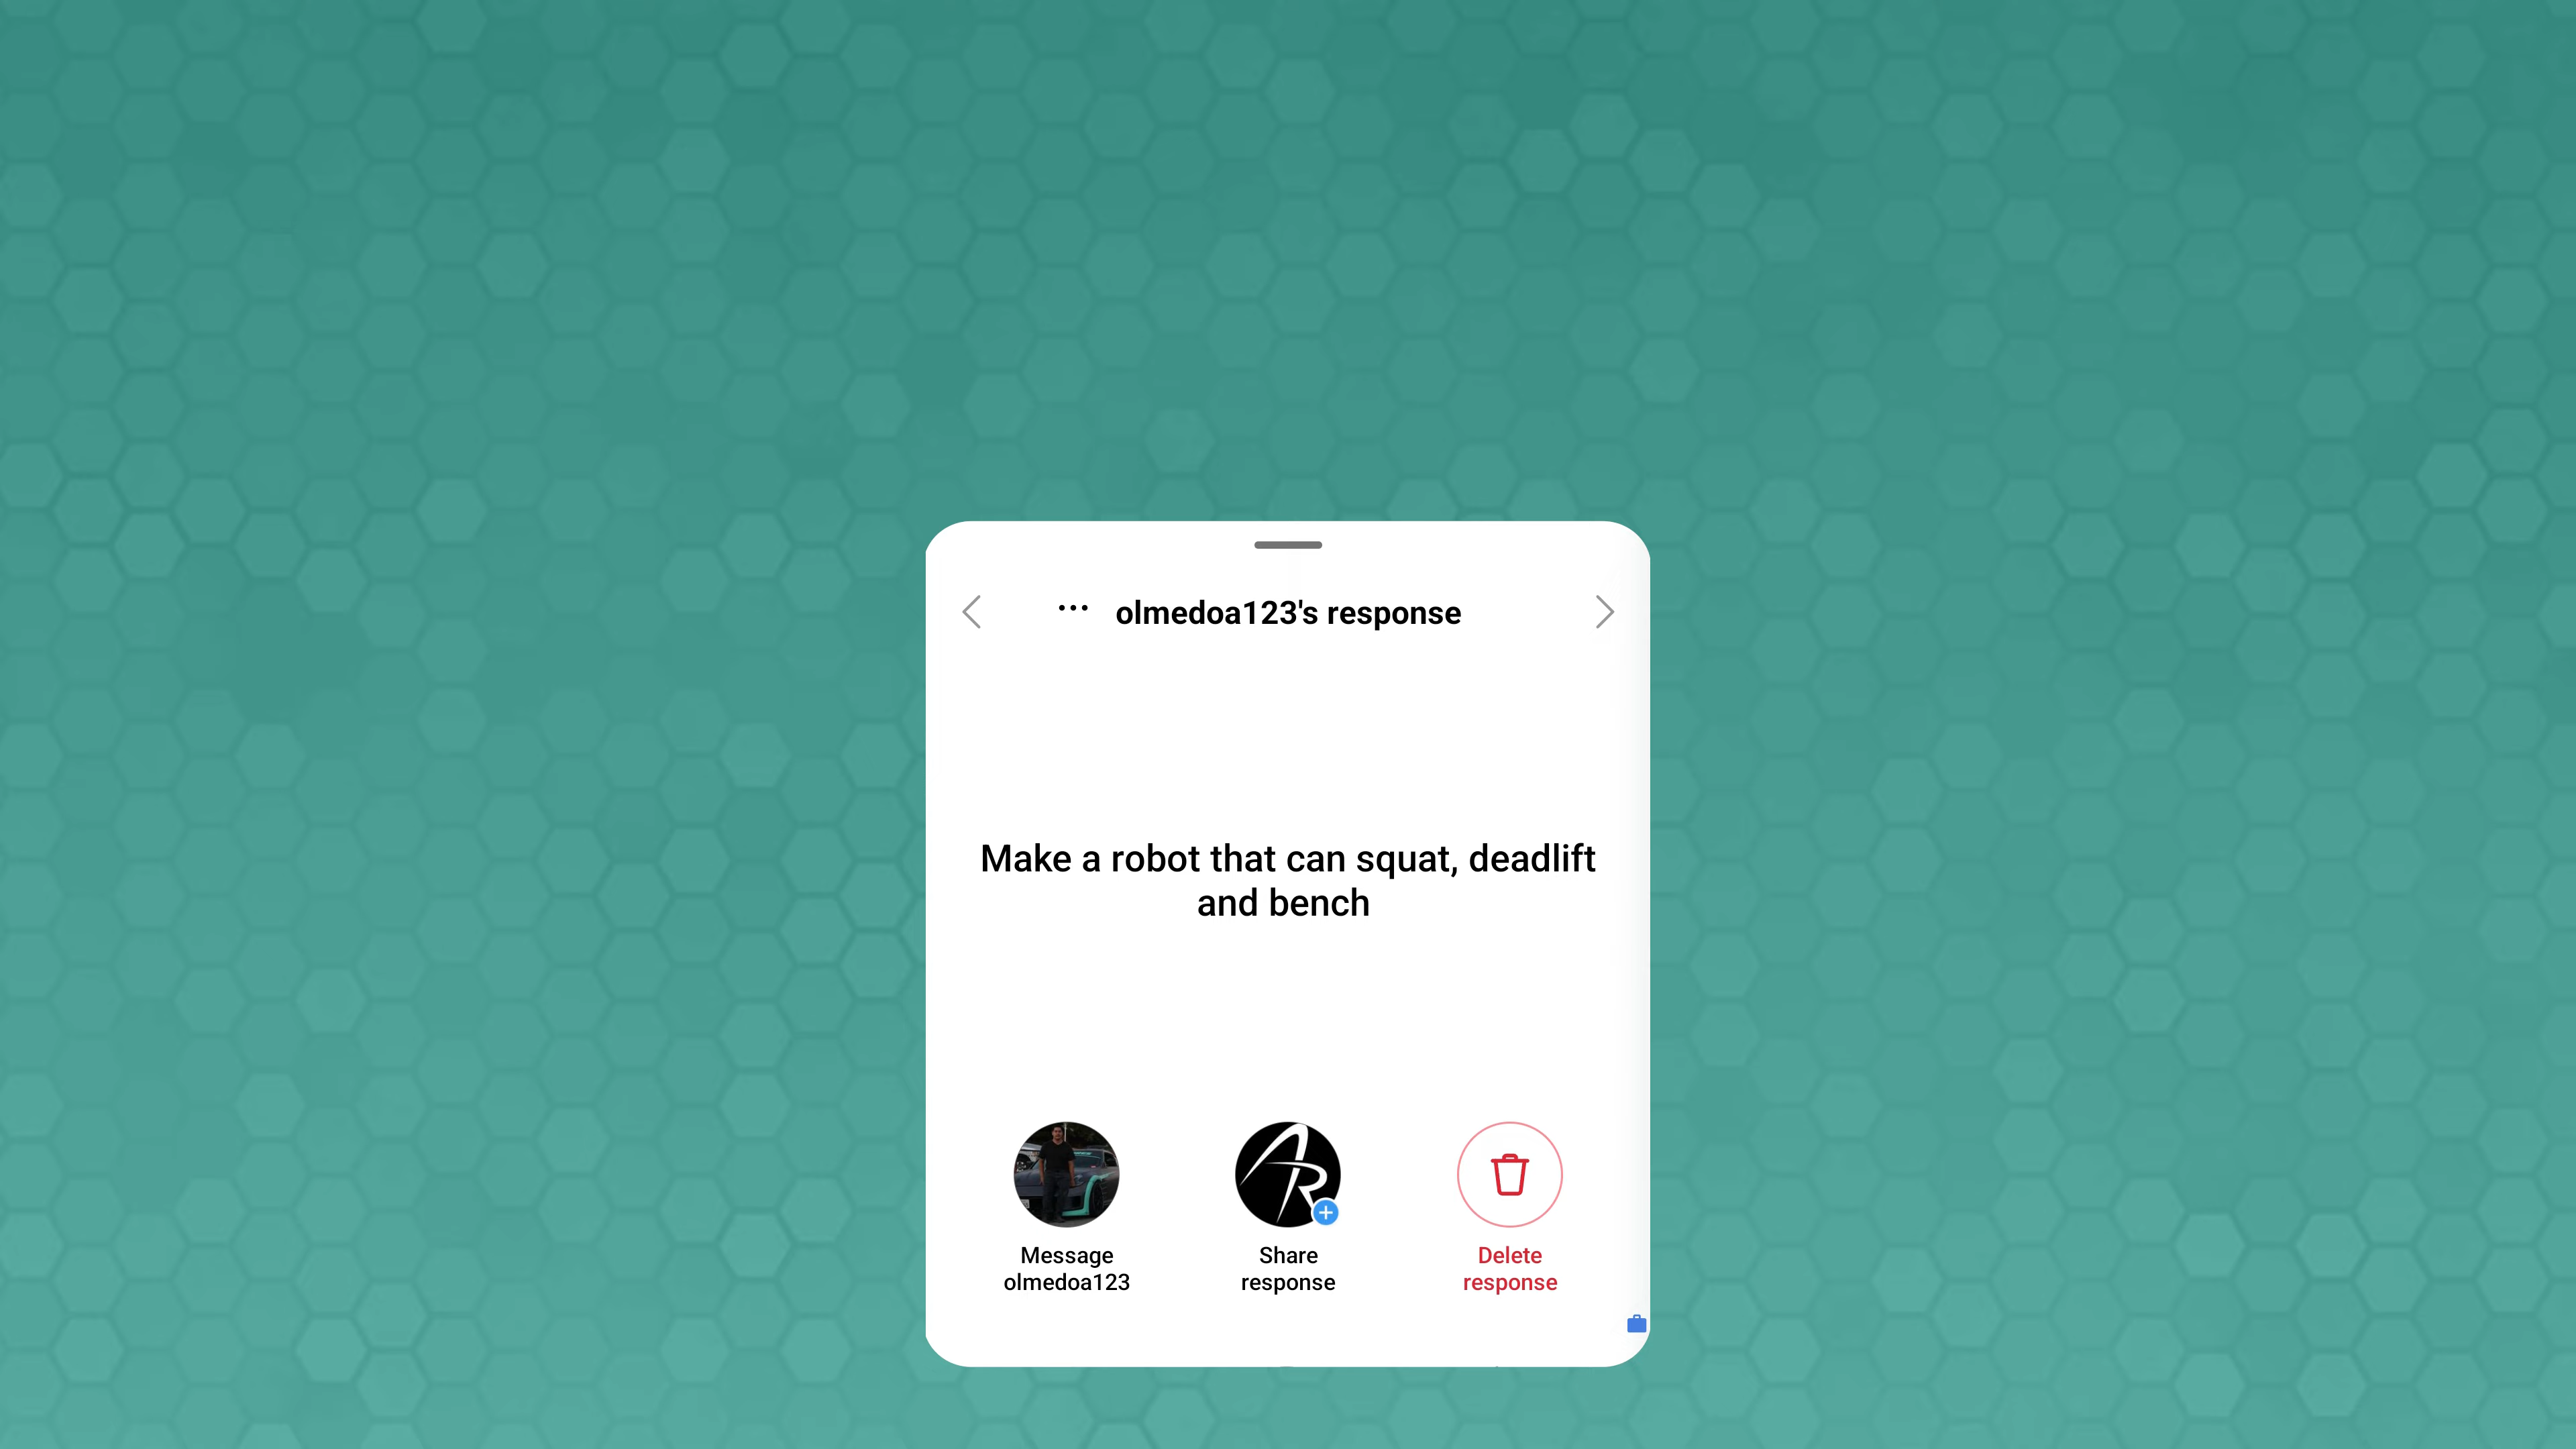 olmedoa123's response
Make a robot that can squat, deadlift
and bench
Message
olmedoa123
Share
response
Delete
response